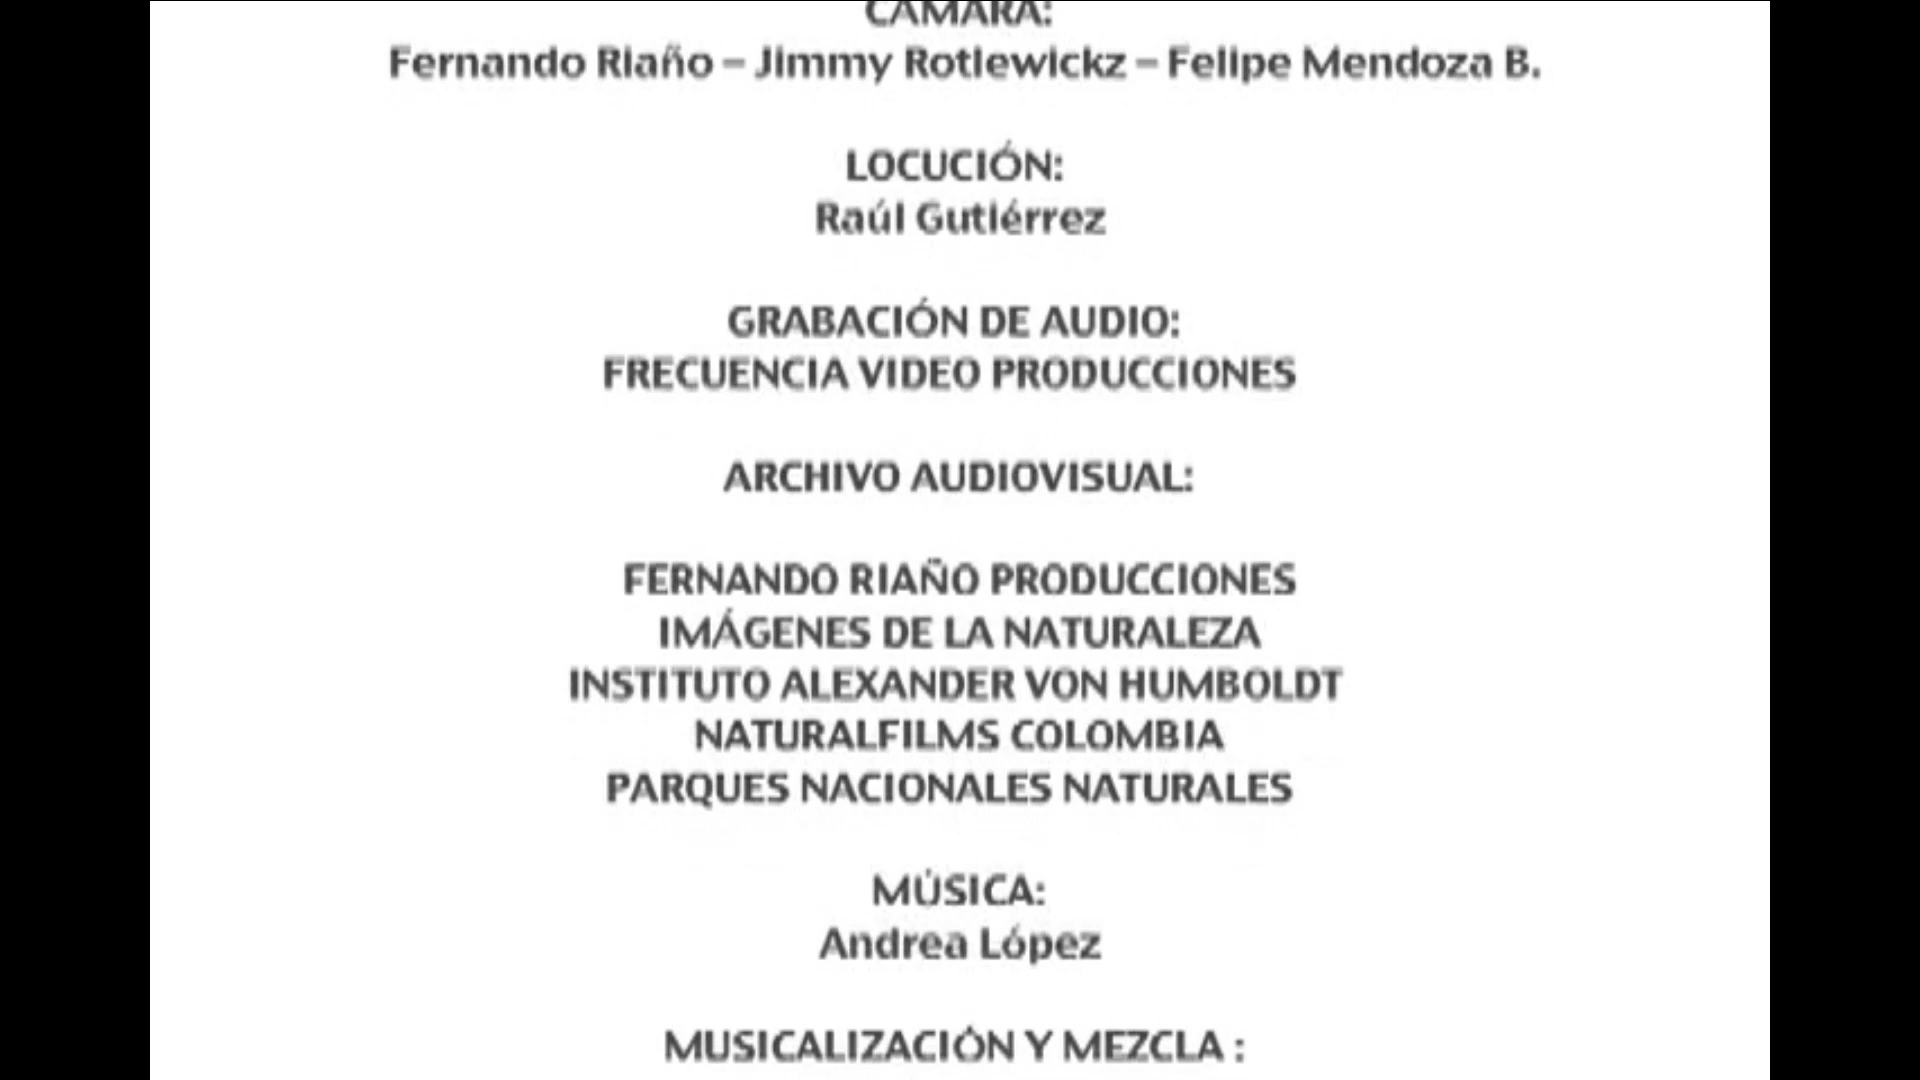 CÁMARA:
Fernando Riaño – Jimmy Rotlewickz – Felipe Mendoza B.
LOCUCIÓN:
Raúl Gutiérrez
GRABACIÓN DE AUDIO:
FRECUENCIA VIDEO PRODUCCIONES
ARCHIVO AUDIOVISUAL:
FERNANDO RIAÑO PRODUCCIONES
IMÁGENES DE LA NATURALEZA
INSTITUTO ALEXANDER VON HUMBOLDT
NATURALFILMS COLOMBIA
PARQUES NACIONALES NATURALES
MÚSICA:
Andrea López
MUSICALIZACIÓN Y MEZCLA :